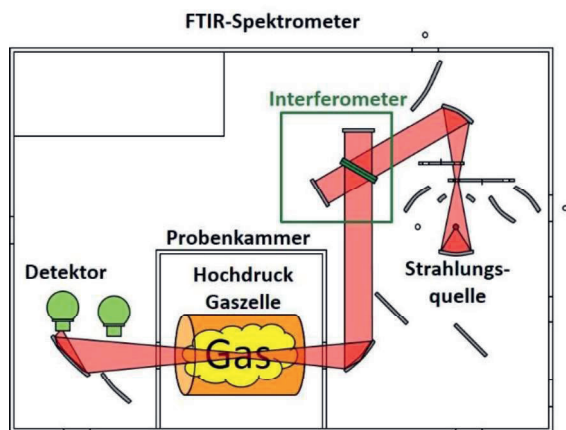 FTIR-Spektrometer
Interferometer
Probenkammer
Detektor
Hochdruck
Gaszelle
Strahlungs-
quelle
Gas